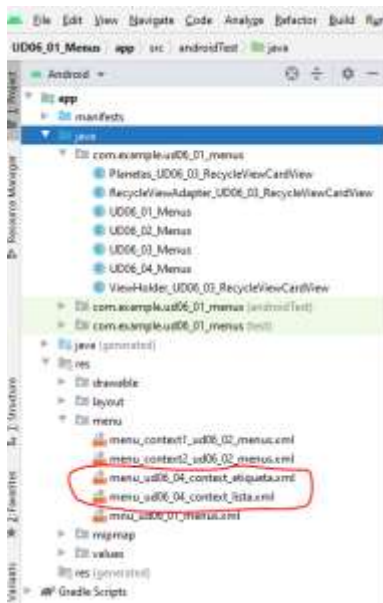 File Edit View Navigate Code Analyze Refactor Build Run
UD06_01_Menus app src androidTest java
Android
app
manifests
java
com.example.ud06_01_menus
Planetas_UD06_03_RecycleViewCardView
RecycleViewAdapter_UD06_03_RecycleViewCardView
UD06_01_Menus
UD06_02_Menus
UD06_03_Menus
UD06_04_Menus
ViewHolder_UD06_03_RecycleViewCardView
com.example.ud06_01_menus (androidTest)
com.example.ud06_01_menus (test)
java (generated)
res
drawable
layout
menu
menu_context1_ud06_02_menus.xml
menu_context2_ud06_02_menus.xml
menu_ud06_04_context_etiqueta.xml
menu_ud06_04_context_lista.xml
mnu_ud06_01_menus.xml
mipmap
values
res (generated)
Gradle Scripts
1: Project
Resource Manager
Z: Structure
2: Favorites
Variants